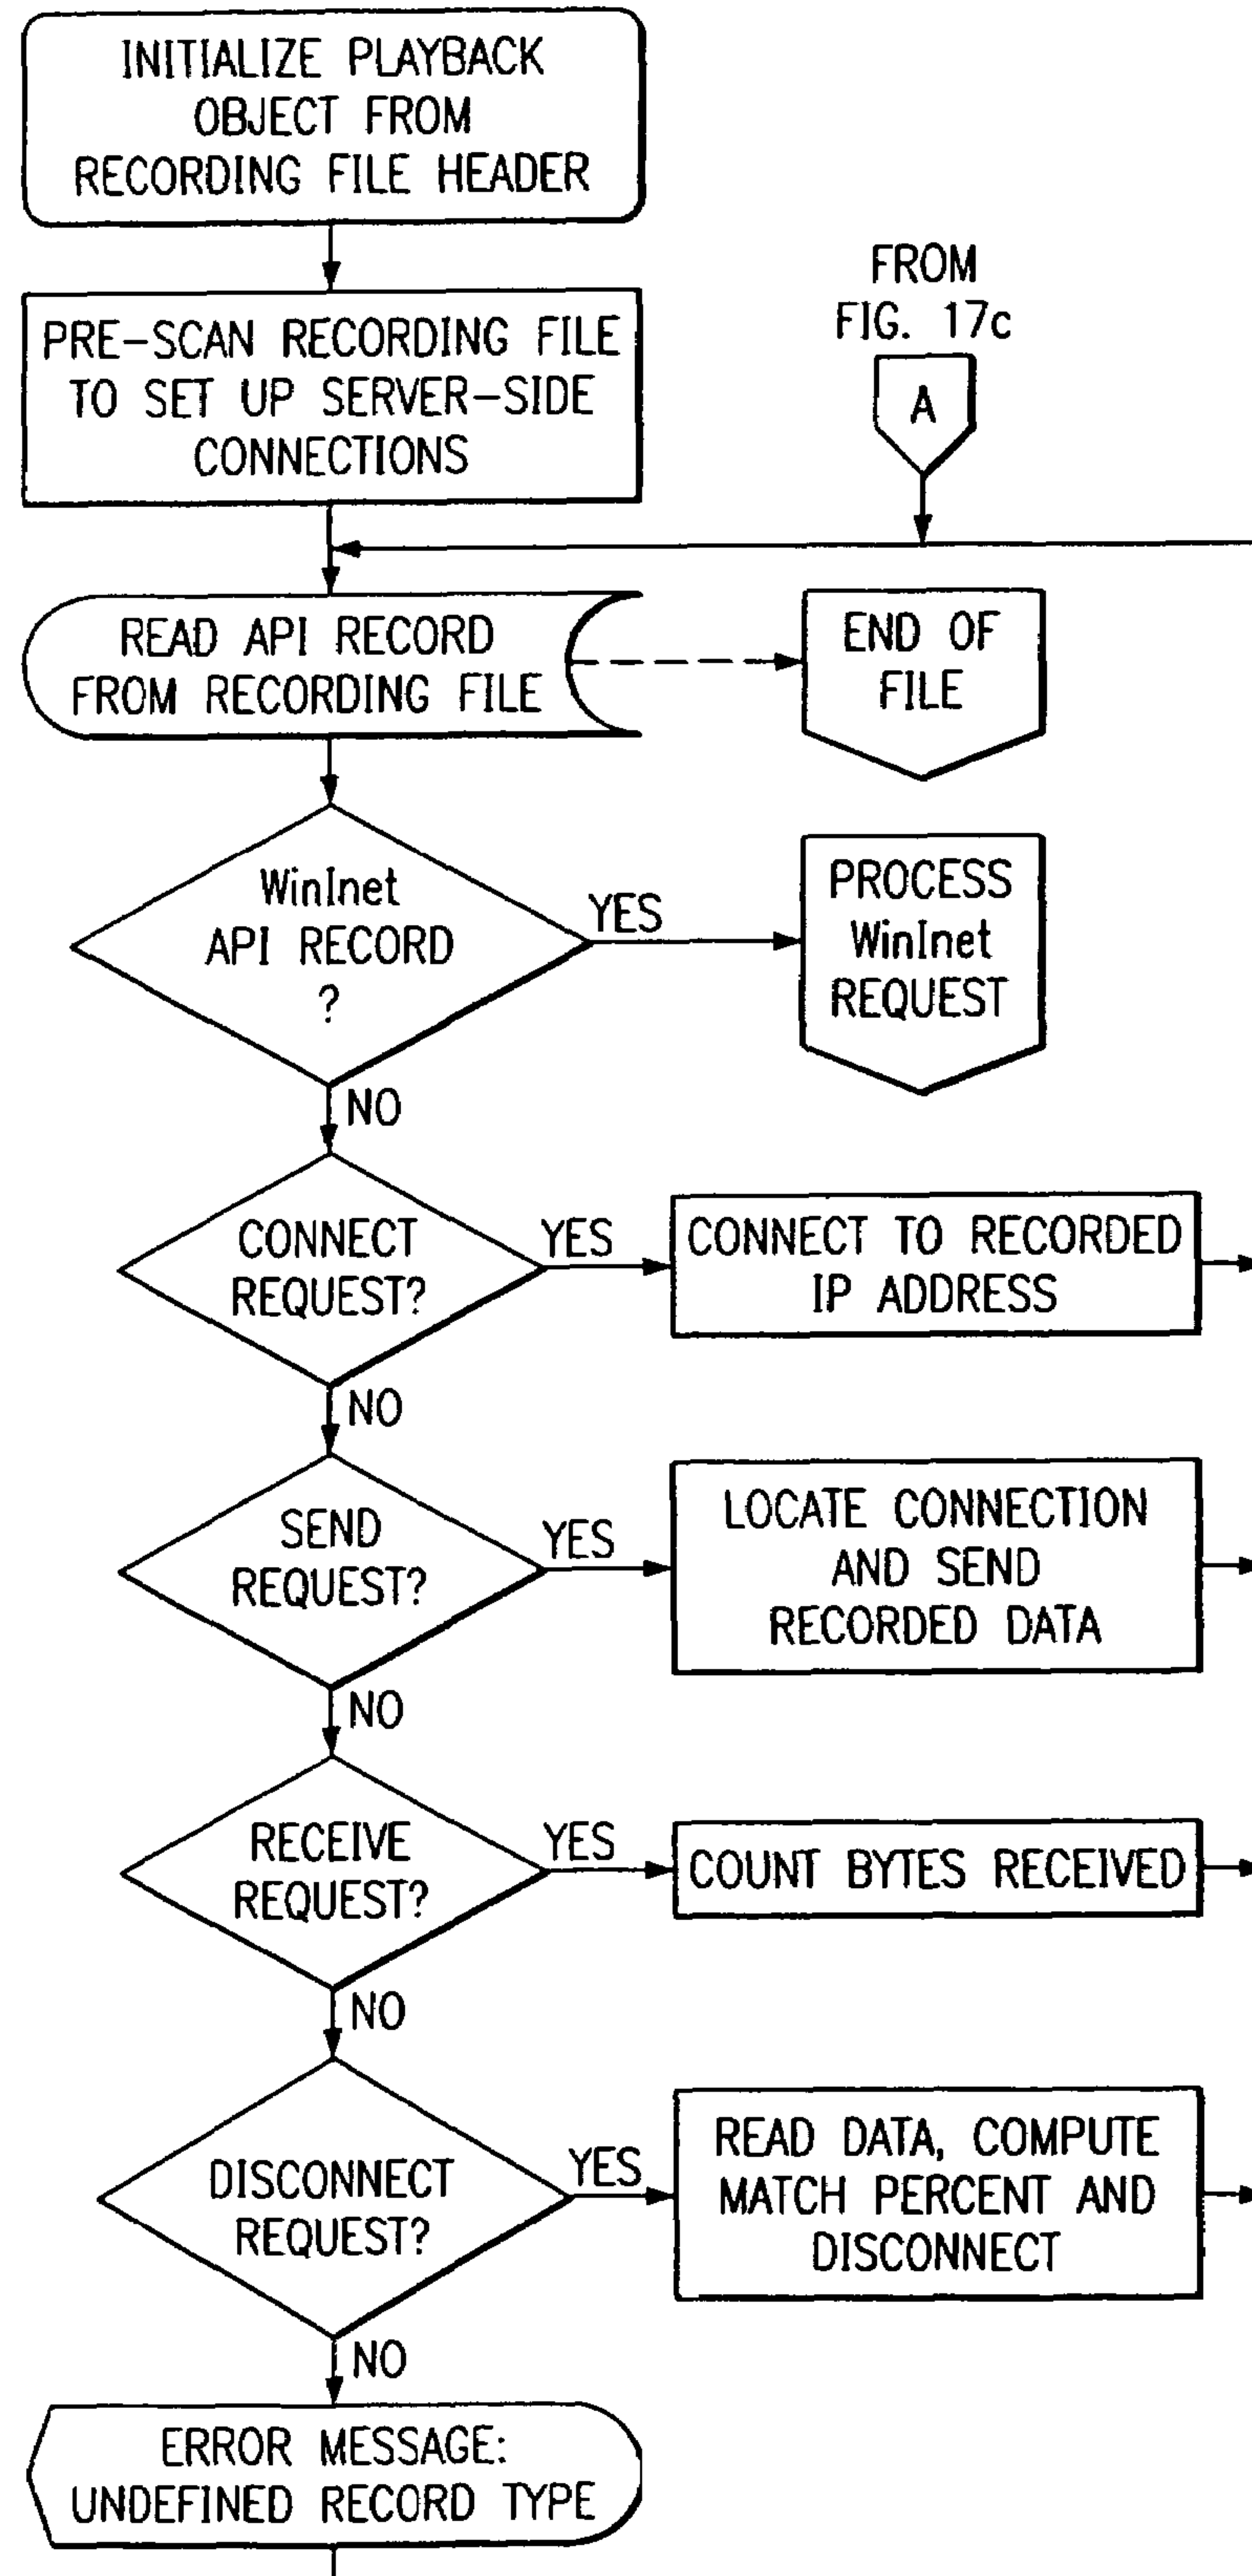 INITIALIZE PLAYBACK
OBJECT FROM
RECORDING FILE HEADER
PRE-SCAN RECORDING FILE
TO SET UP SERVER-SIDE
CONNECTIONS
FROM
FIG. 17c
A
READ API RECORD
FROM RECORDING FILE
END OF
FILE
WinInet
API RECORD
?
YES
PROCESS
WinInet
REQUEST
NO
CONNECT
REQUEST?
YES
CONNECT TO RECORDED
IP ADDRESS
NO
SEND
REQUEST?
YES
LOCATE CONNECTION
AND SEND
RECORDED DATA
NO
RECEIVE
REQUEST?
YES
COUNT BYTES RECEIVED
NO
DISCONNECT
REQUEST?
YES
READ DATA, COMPUTE
MATCH PERCENT AND
DISCONNECT
NO
ERROR MESSAGE:
UNDEFINED RECORD TYPE